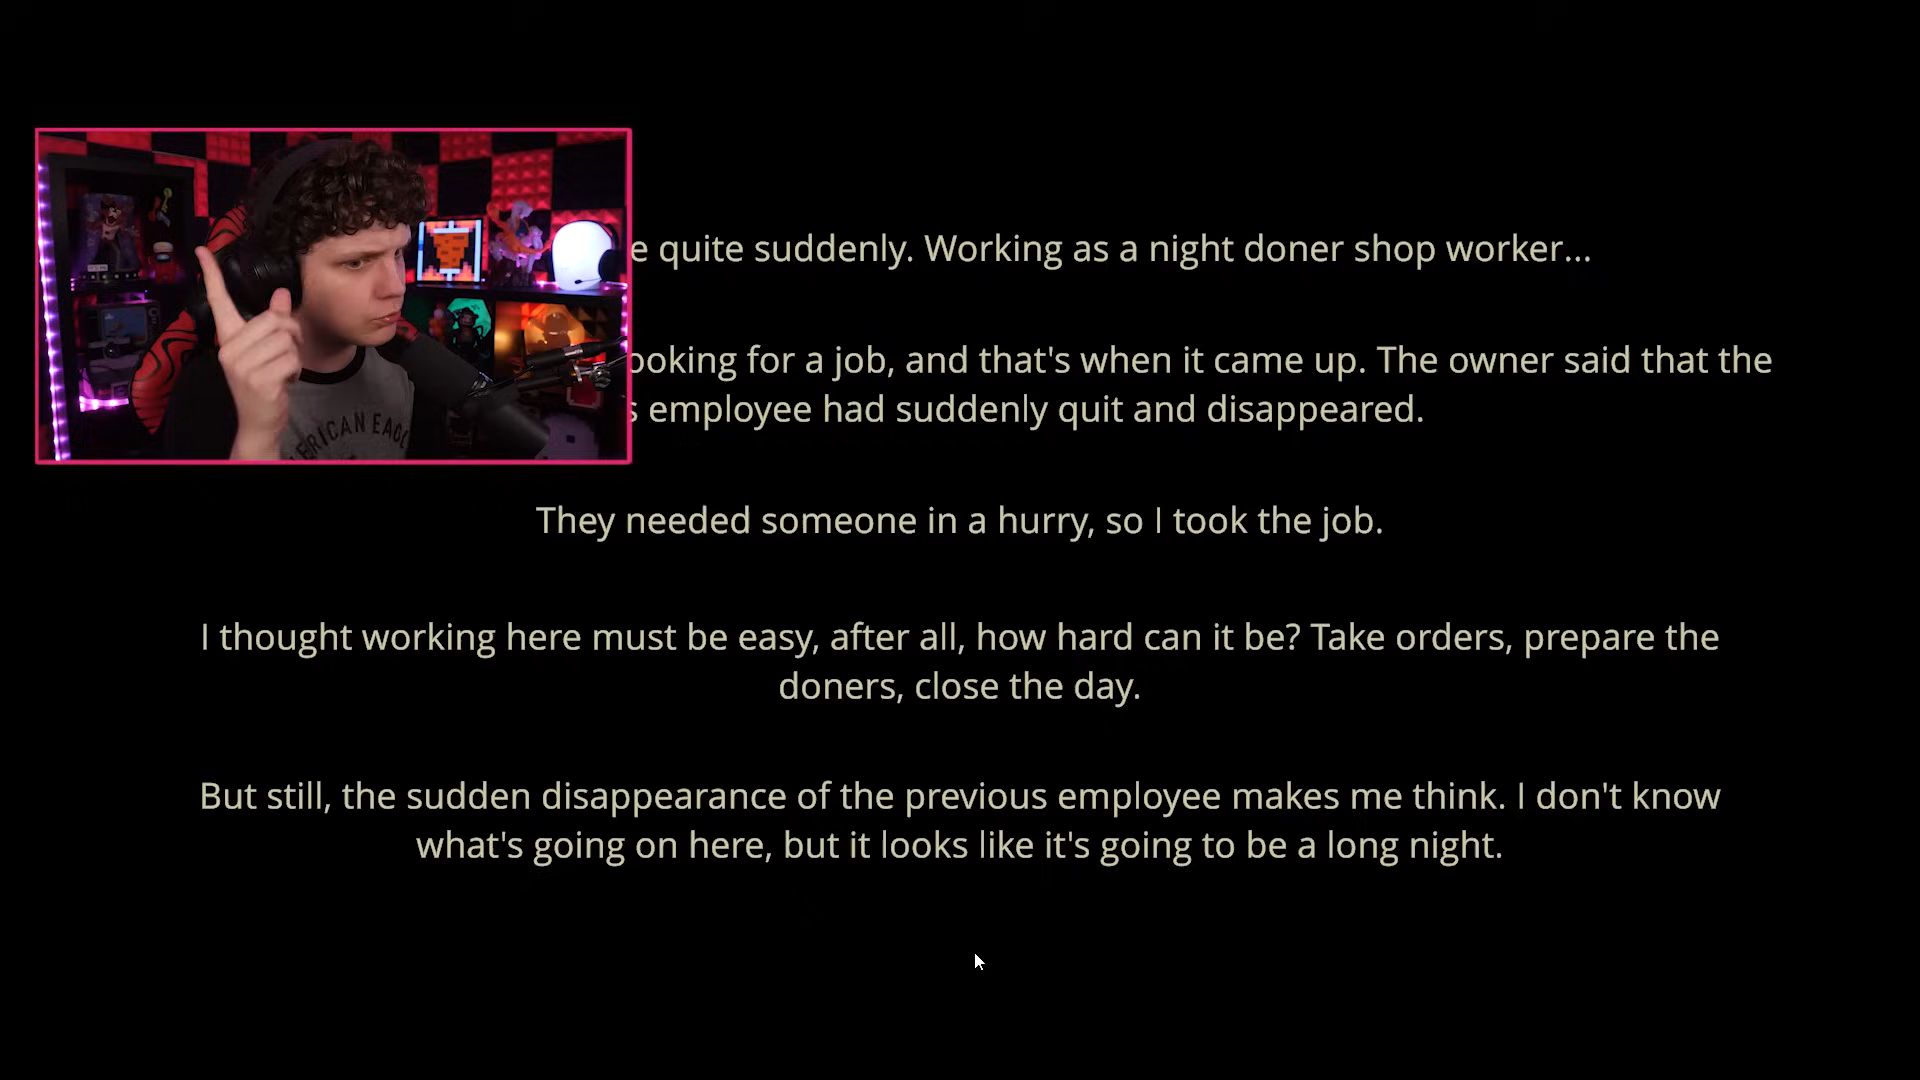 quite suddenly. Working as a night doner shop worker...
for a job, and that's when it came up. The owner said that the
employee had suddenly quit and disappeared.
They needed someone in a hurry, so I took the job.
I thought working here must be easy, after all, how hard can it be? Take orders, prepare the
doners, close the day.
But still, the sudden disappearance of the previous employee makes me think. I don't know
what's going on here, but it looks like it's going to be a long night.